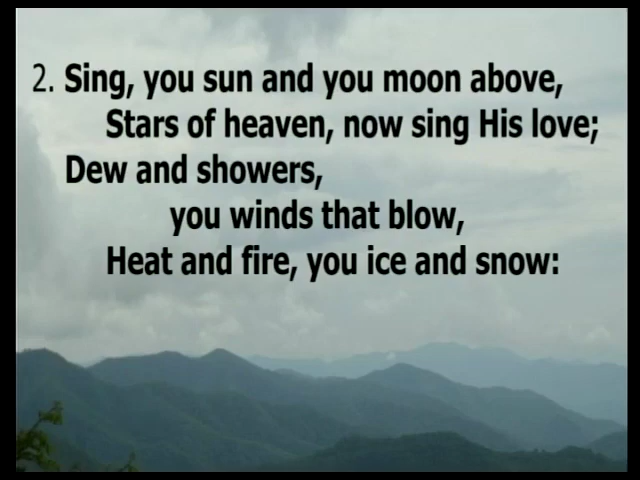 2. Sing, you sun and you moon above,
Stars of heaven, now sing His love;
Dew and showers,
you winds that blow,
Heat and fire, you ice and snow: